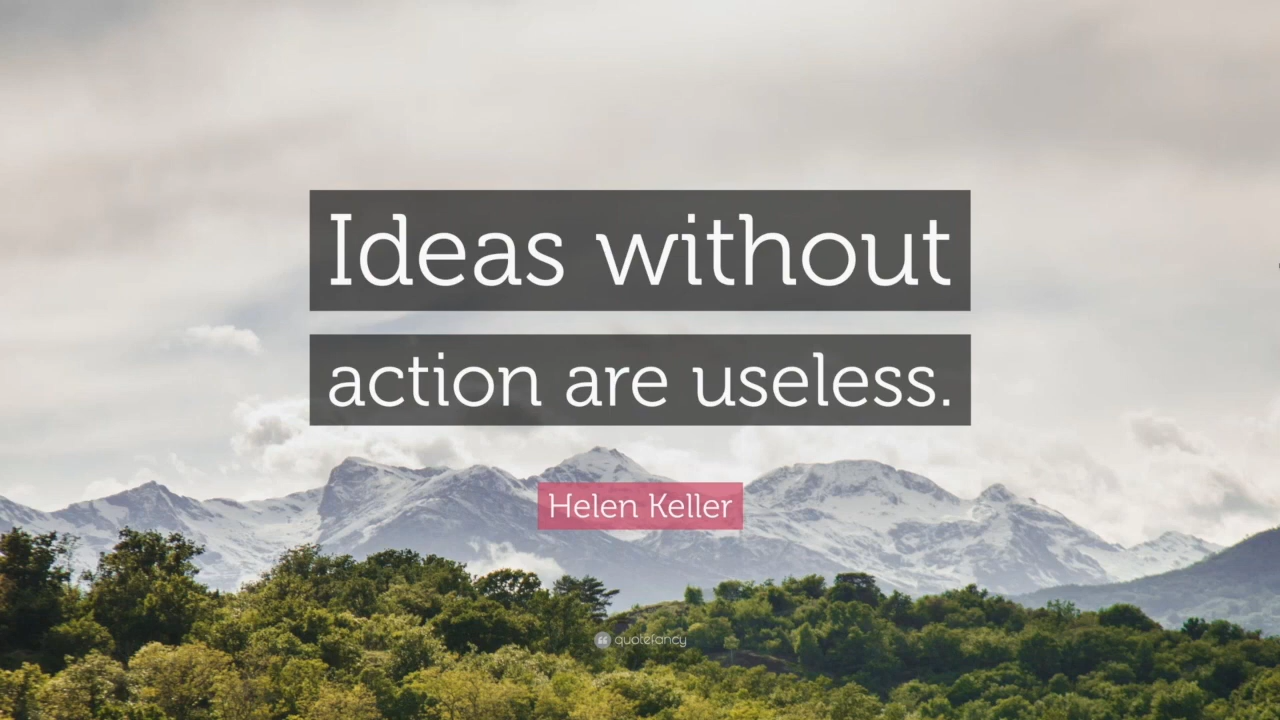 Ideas without
action are useless.
Helen Keller
quotefancy